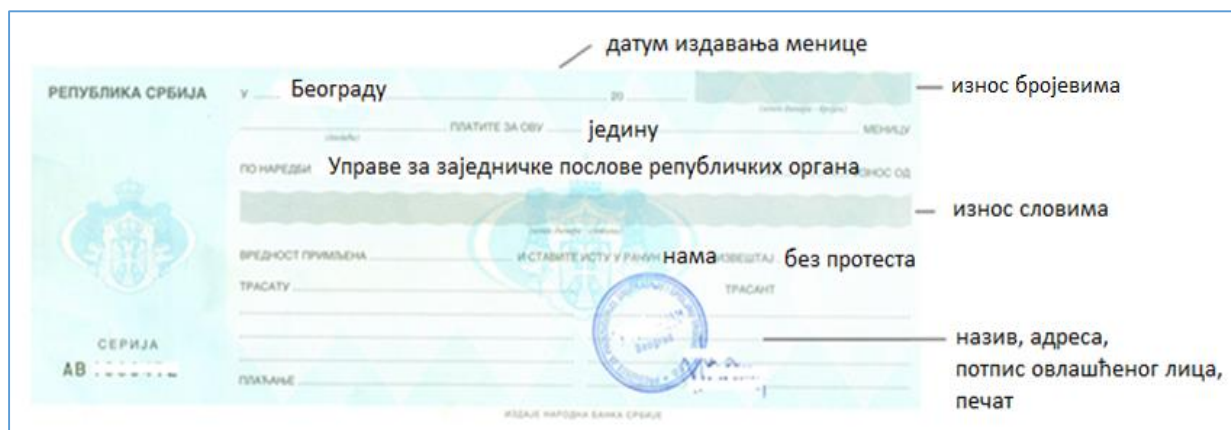 датум издавања менице
РЕПУБЛИКА СРБИЈА У Београду 20 износ бројевима
ПЛАТИТЕ ЗА ОВУ једину МЕНИЦУ
ПО НАРЕДБИ Управе за заједничке послове републичких органа ИЗНОС ОД
износ словима
ВРЕДНОСТ ПРИМЉЕНА И СТАВИТЕ ИСТУ У РАЧУН нама ИЗВЕШТАЈ без протеста
ТРАСАТУ ТРАСАНТ
Beograd
СЕРИЈА
АВ
назив, адреса,
потпис овлашћеног лица,
печат
ПЛАЋАЊЕ
ИЗДАЈЕ НАРОДНА БАНКА СРБИЈЕ